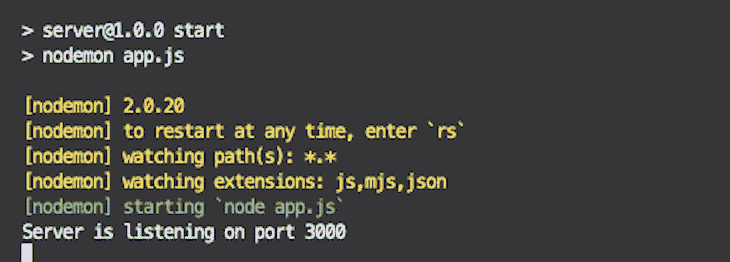 > server@1.0.0 start
> nodemon app.js
[nodemon] 2.0.20
[nodemon] to restart at any time, enter `rs`
[nodemon] watching path(s): *.*
[nodemon] watching extensions: js,mjs,json
[nodemon] starting `node app.js`
Server is listening on port 3000